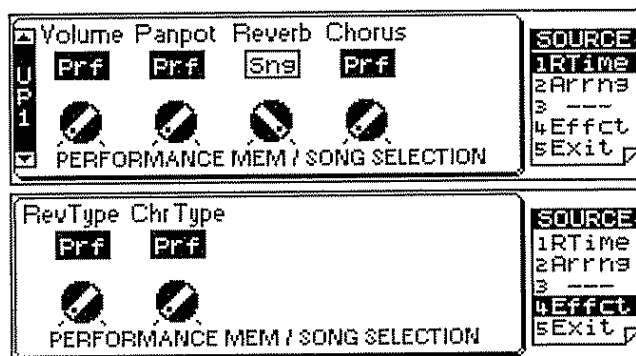 Volume Panpot Reverb Chorus
Prf Prf Sng Prf
UP1
PERFORMANCE MEM / SONG SELECTION
SOURCE
1RTime
2Arrng
3 ---
4Effct
5Exit
RevType ChrType
Prf Prf
PERFORMANCE MEM / SONG SELECTION
SOURCE
1RTime
2Arrng
3 ---
4Effct
5Exit